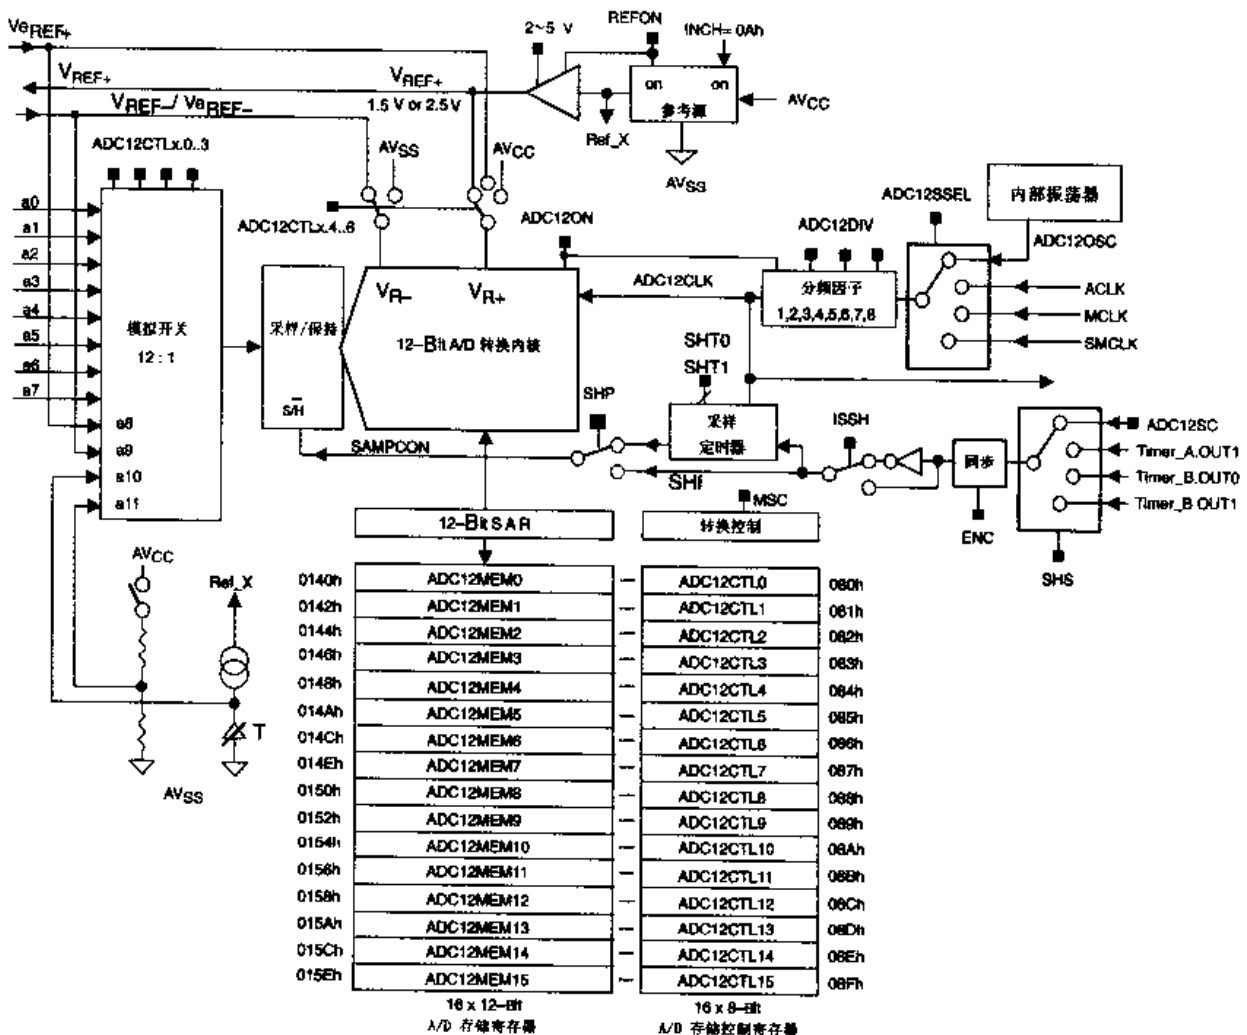 VeREF+
2~5 V
REFON
INCH=0Ah
VREF+
VREF+
1.5 V or 2.5 V
on
on
参考源
AVCC
Ref_X
AVSS
VREF–/VeREF–
ADC12CTLx.0..3
AVSS
AVCC
ADC12CTLx.4..6
ADC12ON
ADC12DIV
ADC12SSEL
内部振荡器
ADC12OSC
a0
a1
a2
a3
a4
a5
a6
a7
a8
a9
a10
a11
模拟开关
12 : 1
采样/保持
S/H
VR–
VR+
12–Bit A/D 转换内核
ADC12CLK
分频因子
1,2,3,4,5,6,7,8
ACLK
MCLK
SMCLK
SHT0
SHT1
采样
定时器
SHP
SAMPCON
SHI
ISSH
同步
ENC
ADC12SC
Timer_A.OUT1
Timer_B.OUT0
Timer_B.OUT1
SHS
12–Bit S A R
MSC
转换控制
AVCC
Ref_X
T
AVSS
0140h ADC12MEM0 – ADC12CTL0 080h
0142h ADC12MEM1 – ADC12CTL1 081h
0144h ADC12MEM2 – ADC12CTL2 082h
0146h ADC12MEM3 – ADC12CTL3 083h
0148h ADC12MEM4 – ADC12CTL4 084h
014Ah ADC12MEM5 – ADC12CTL5 085h
014Ch ADC12MEM6 – ADC12CTL6 086h
014Eh ADC12MEM7 – ADC12CTL7 087h
0150h ADC12MEM8 – ADC12CTL8 088h
0152h ADC12MEM9 – ADC12CTL9 089h
0154h ADC12MEM10 – ADC12CTL10 08Ah
0156h ADC12MEM11 – ADC12CTL11 08Bh
0158h ADC12MEM12 – ADC12CTL12 08Ch
015Ah ADC12MEM13 – ADC12CTL13 08Dh
015Ch ADC12MEM14 – ADC12CTL14 08Eh
015Eh ADC12MEM15 – ADC12CTL15 08Fh
16 x 12–Bit
A/D 存储寄存器
16 x 8–Bit
A/D 存储控制寄存器